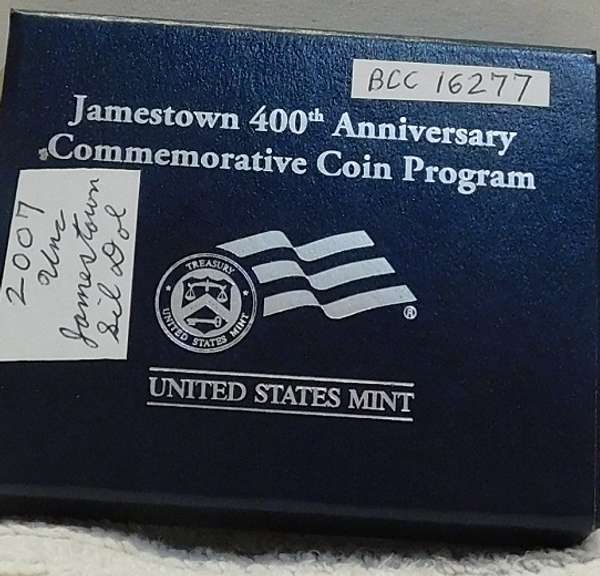 BCC 16277
Jamestown 400th Anniversary
Commemorative Coin Program
2007
Unc
Jamestown
Sil Dol
TREASURY
UNITED STATES MINT
®
UNITED STATES MINT